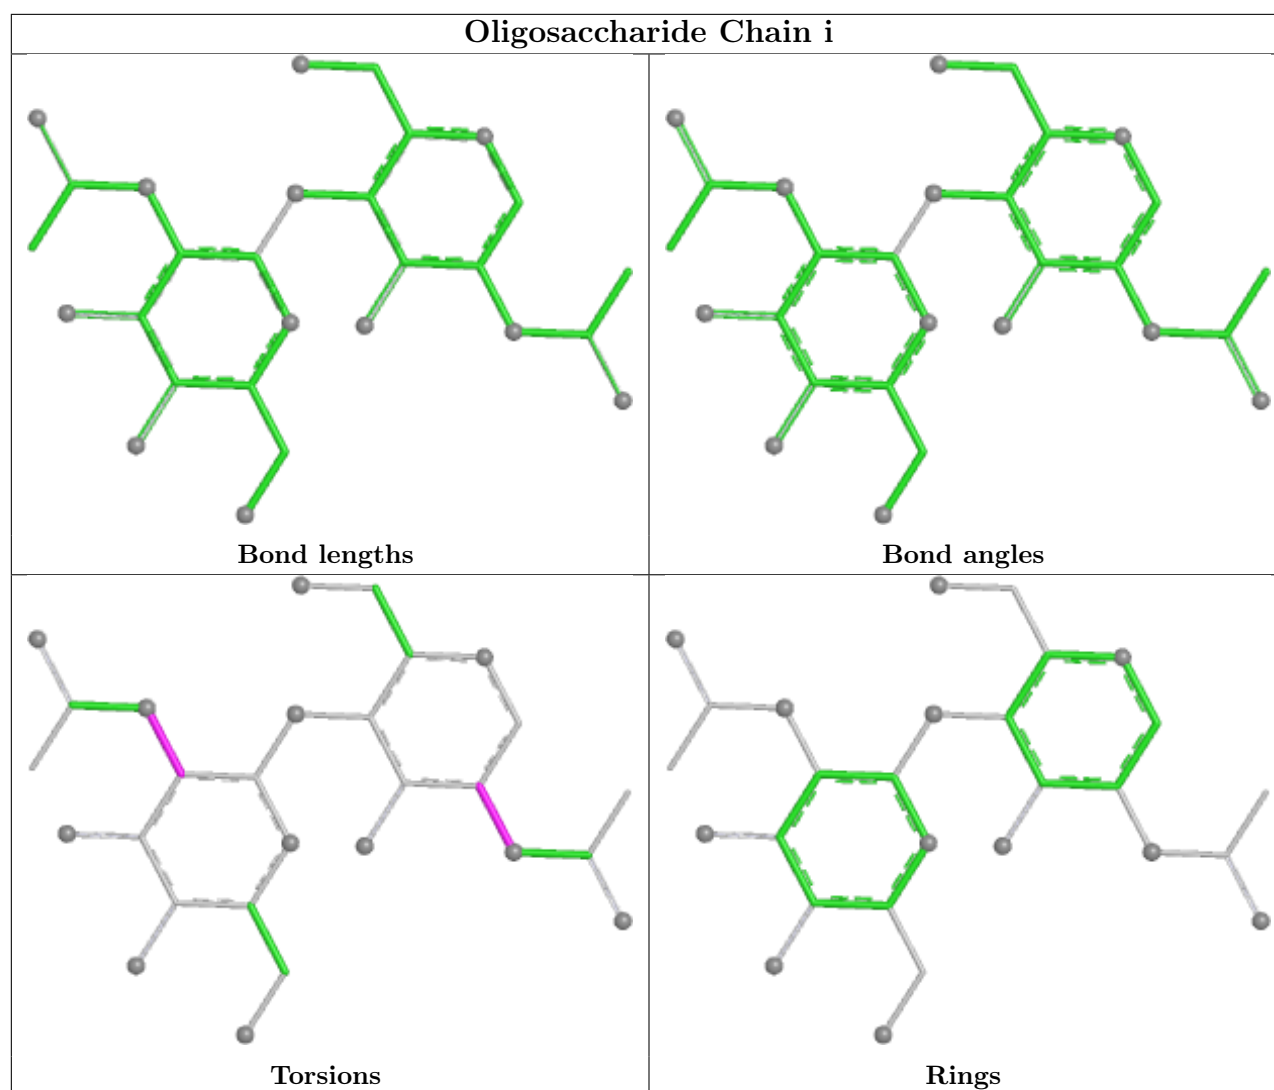 Oligosaccharide Chain i
Bond lengths
Bond angles
Torsions
Rings